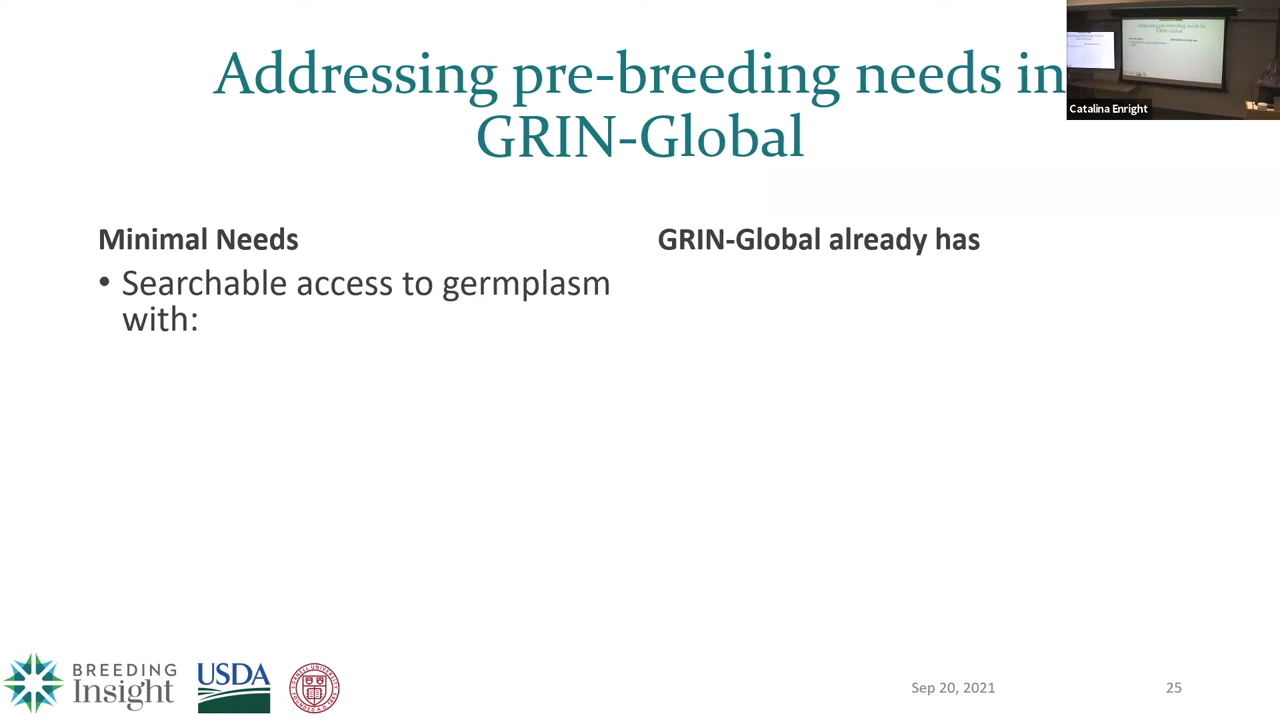 Addressing pre-breeding needs in
GRIN-Global
Catalina Enright
Minimal Needs
• Searchable access to germplasm
with:
GRIN-Global already has
BREEDING
Insight
USDA
Sep 20, 2021
25